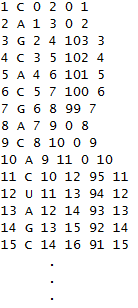 1 C 0 2 0 1
2 A 1 3 0 2
3 G 2 4 103 3
4 C 3 5 102 4
5 A 4 6 101 5
6 C 5 7 100 6
7 G 6 8 99 7
8 A 7 9 0 8
9 C 8 10 0 9
10 A 9 11 0 10
11 C 10 12 95 11
12 U 11 13 94 12
13 A 12 14 93 13
14 G 13 15 92 14
15 C 14 16 91 15
.
.
.